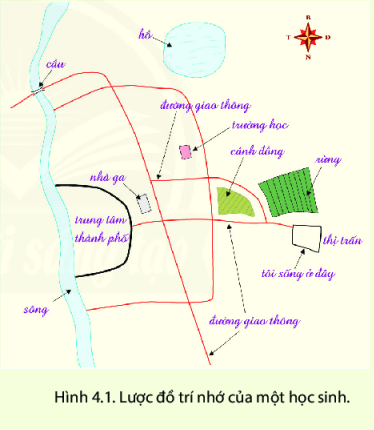 B
T
D
N
hồ
cầu
đường giao thông
trường học
cánh đồng
rừng
nhà ga
trung tâm
thành phố
thị trấn
tôi sống ở đây
sông
đường giao thông
Hình 4.1. Lược đồ trí nhớ của một học sinh.